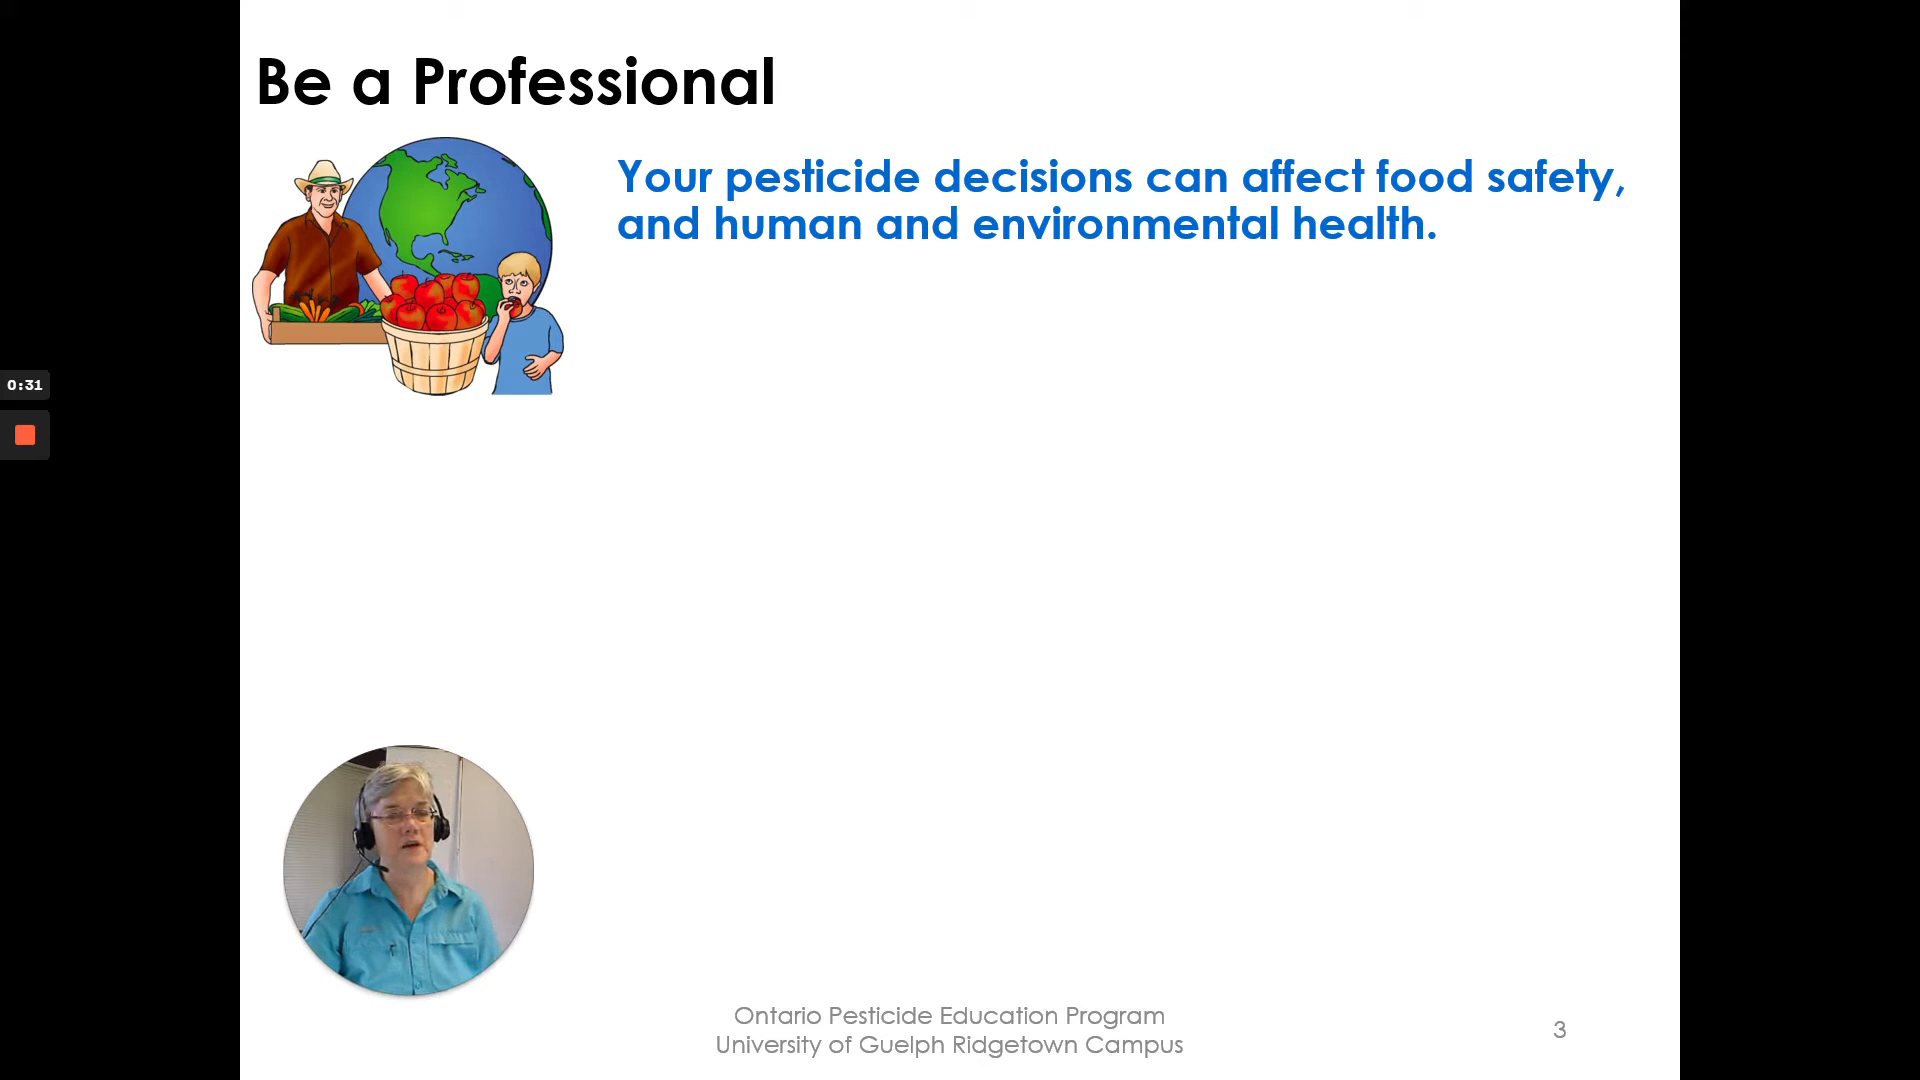 Be a Professional
Your pesticide decisions can affect food safety,
and human and environmental health.
0:31
Ontario Pesticide Education Program
University of Guelph Ridgetown Campus
3